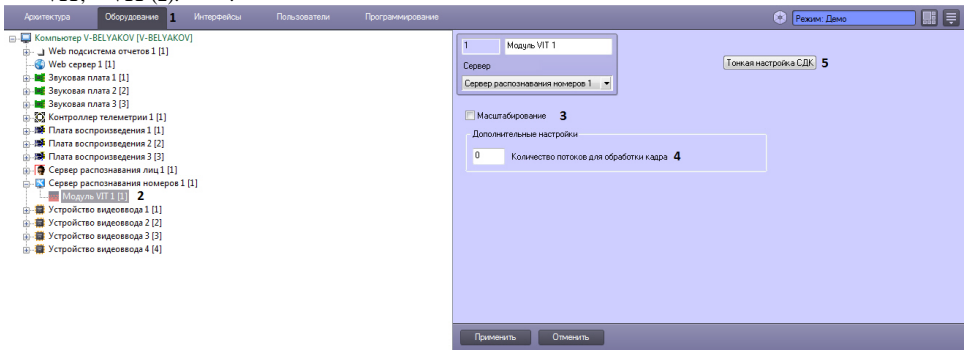 Архитектура Оборудование 1 Интерфейсы Пользователи Программирование Режим: Демо
Компьютер V-BELYAKOV [V-BELYAKOV]
Web подсистема отчетов 1 [1]
Web сервер 1 [1]
Звуковая плата 1 [1]
Звуковая плата 2 [2]
Звуковая плата 3 [3]
Контроллер телеметрии 1 [1]
Плата воспроизведения 1 [1]
Плата воспроизведения 2 [2]
Плата воспроизведения 3 [3]
Сервер распознавания лиц 1 [1]
Сервер распознавания номеров 1 [1]
Модуль VIT 1 [1] 2
Устройство видеоввода 1 [1]
Устройство видеоввода 2 [2]
Устройство видеоввода 3 [3]
Устройство видеоввода 4 [4]
1 Модуль VIT 1
Сервер
Сервер распознавания номеров 1
Тонкая настройка СДК 5
Масштабирование 3
Дополнительные настройки
0 Количество потоков для обработки кадра 4
Применить Отменить